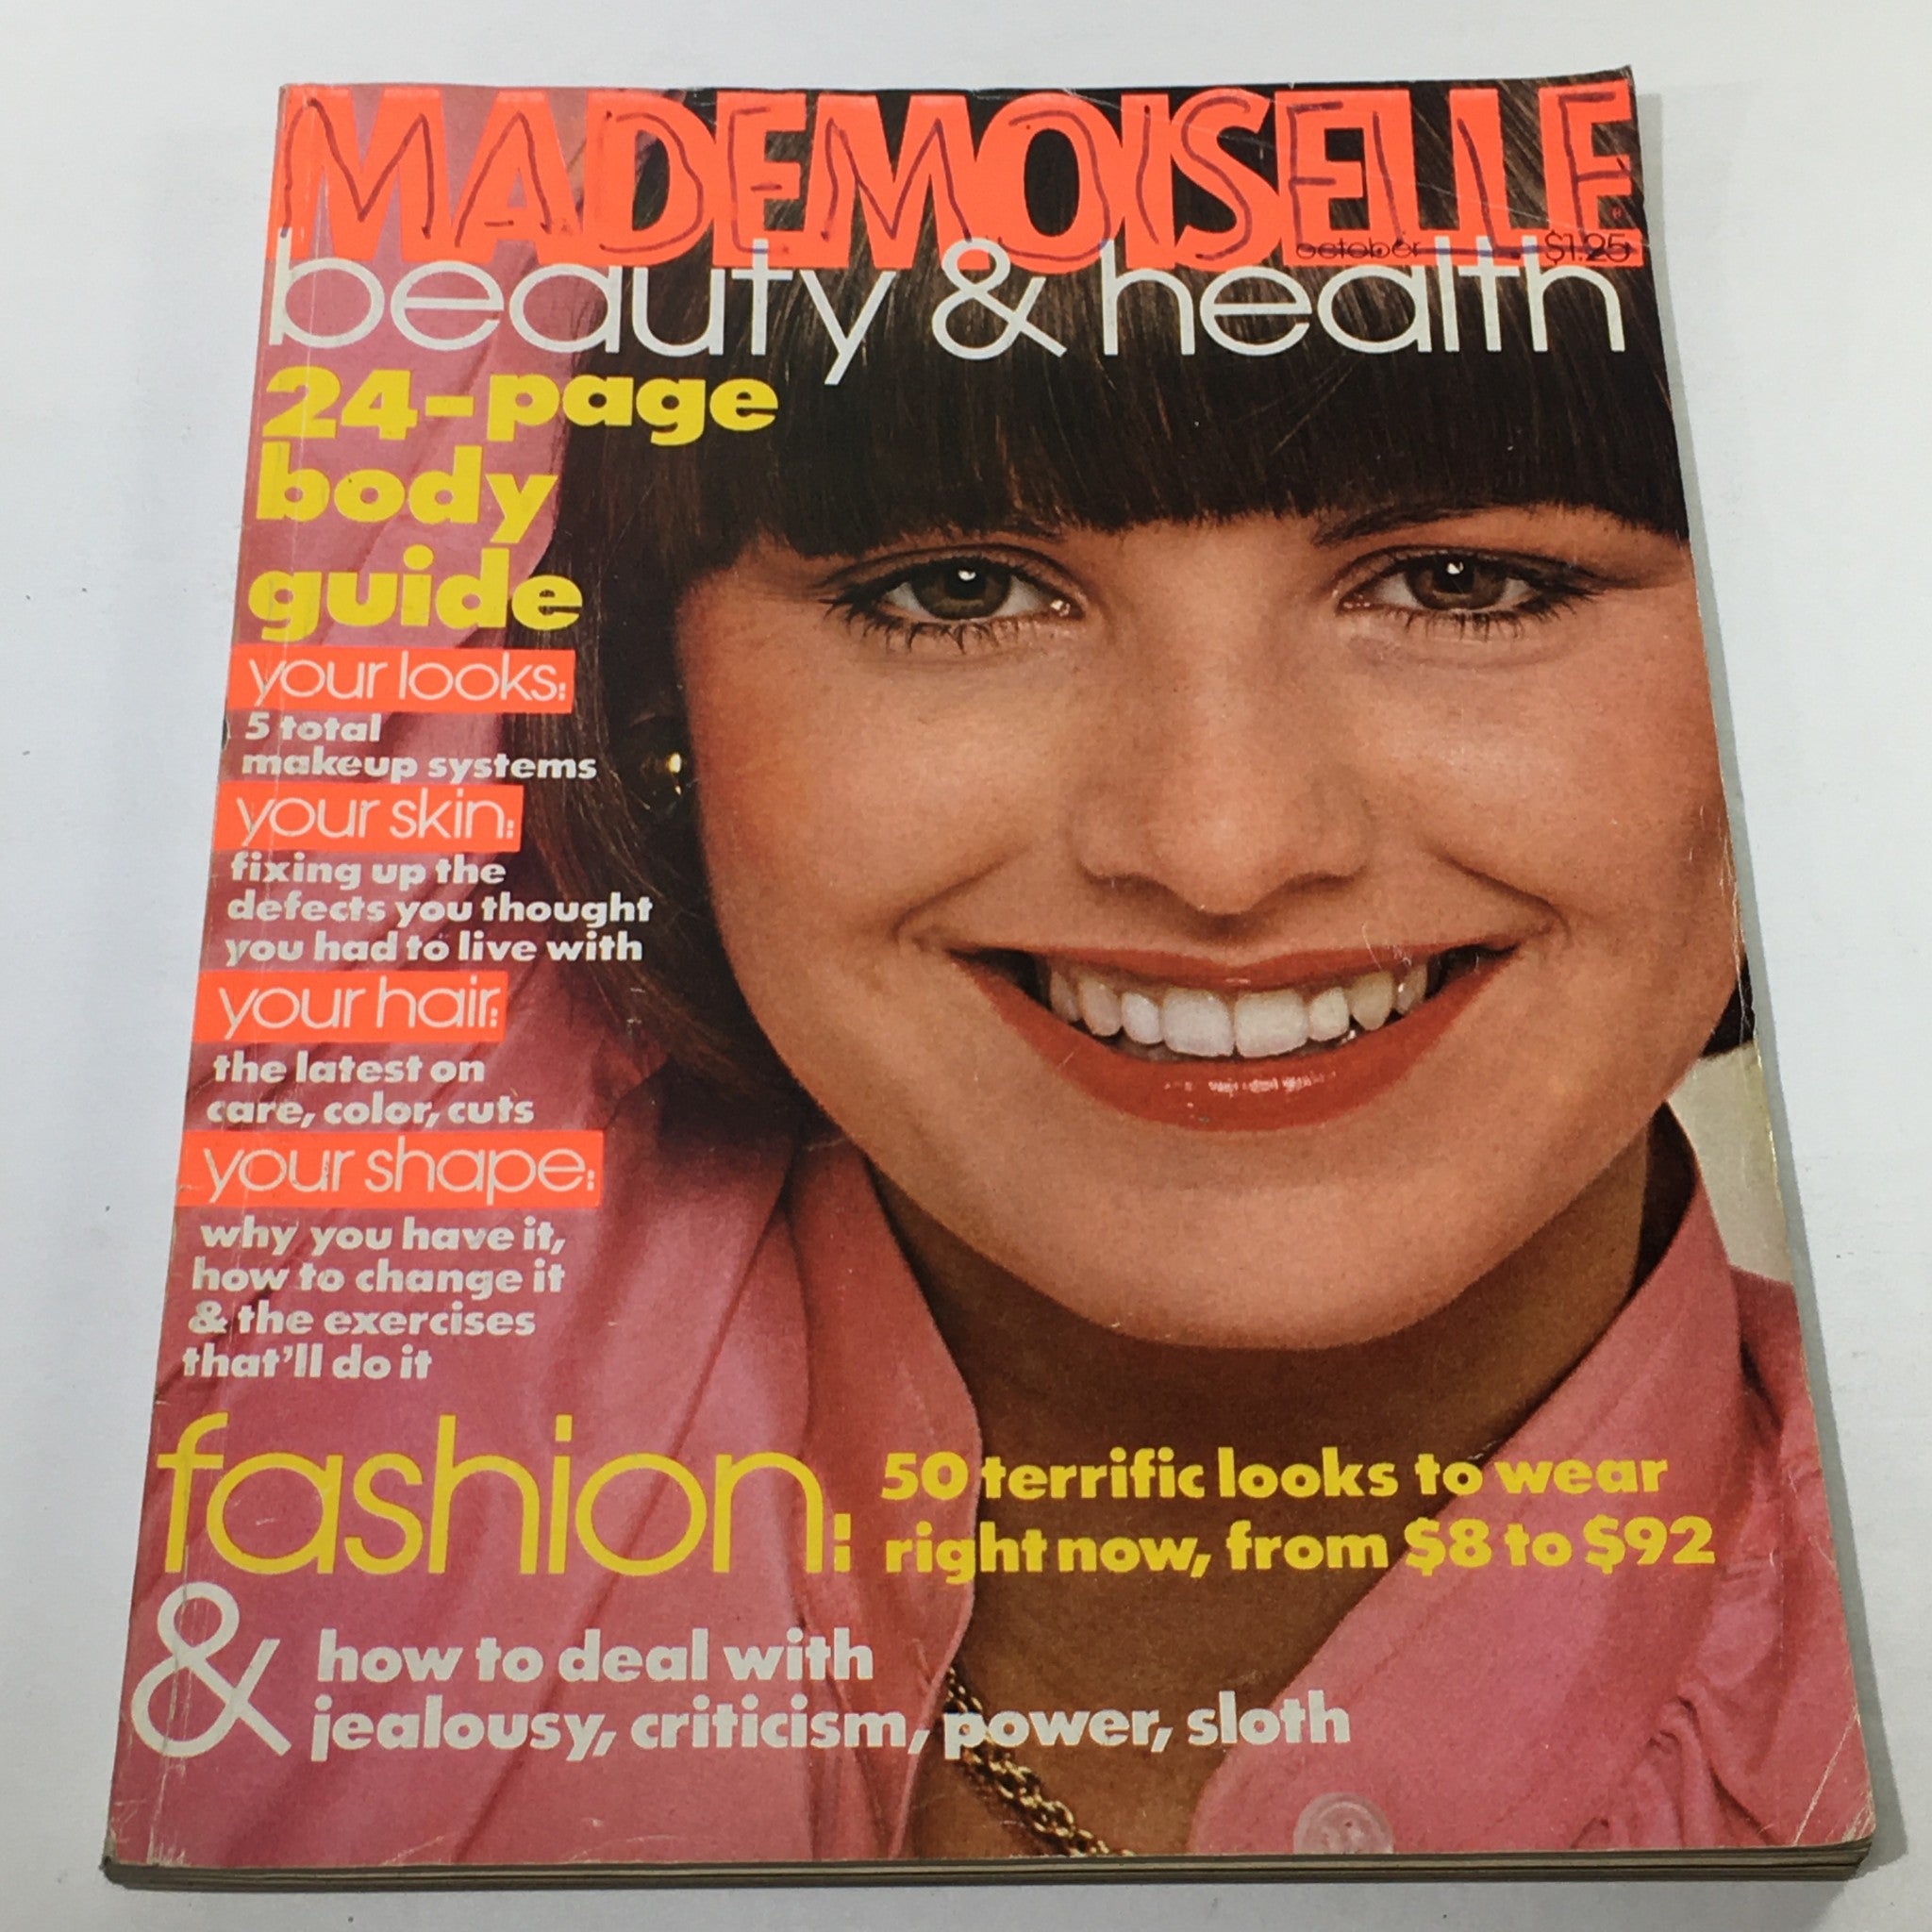 MADEMOISELLE
october $1.25
beauty & health
24-page
body
guide
your looks:
5 total
makeup systems
your skin:
fixing up the
defects you thought
you had to live with
your hair:
the latest on
care, color, cuts
your shape:
why you have it,
how to change it
& the exercises
that'll do it
fashion: 50 terrific looks to wear
right now, from $8 to $92
& how to deal with
jealousy, criticism, power, sloth